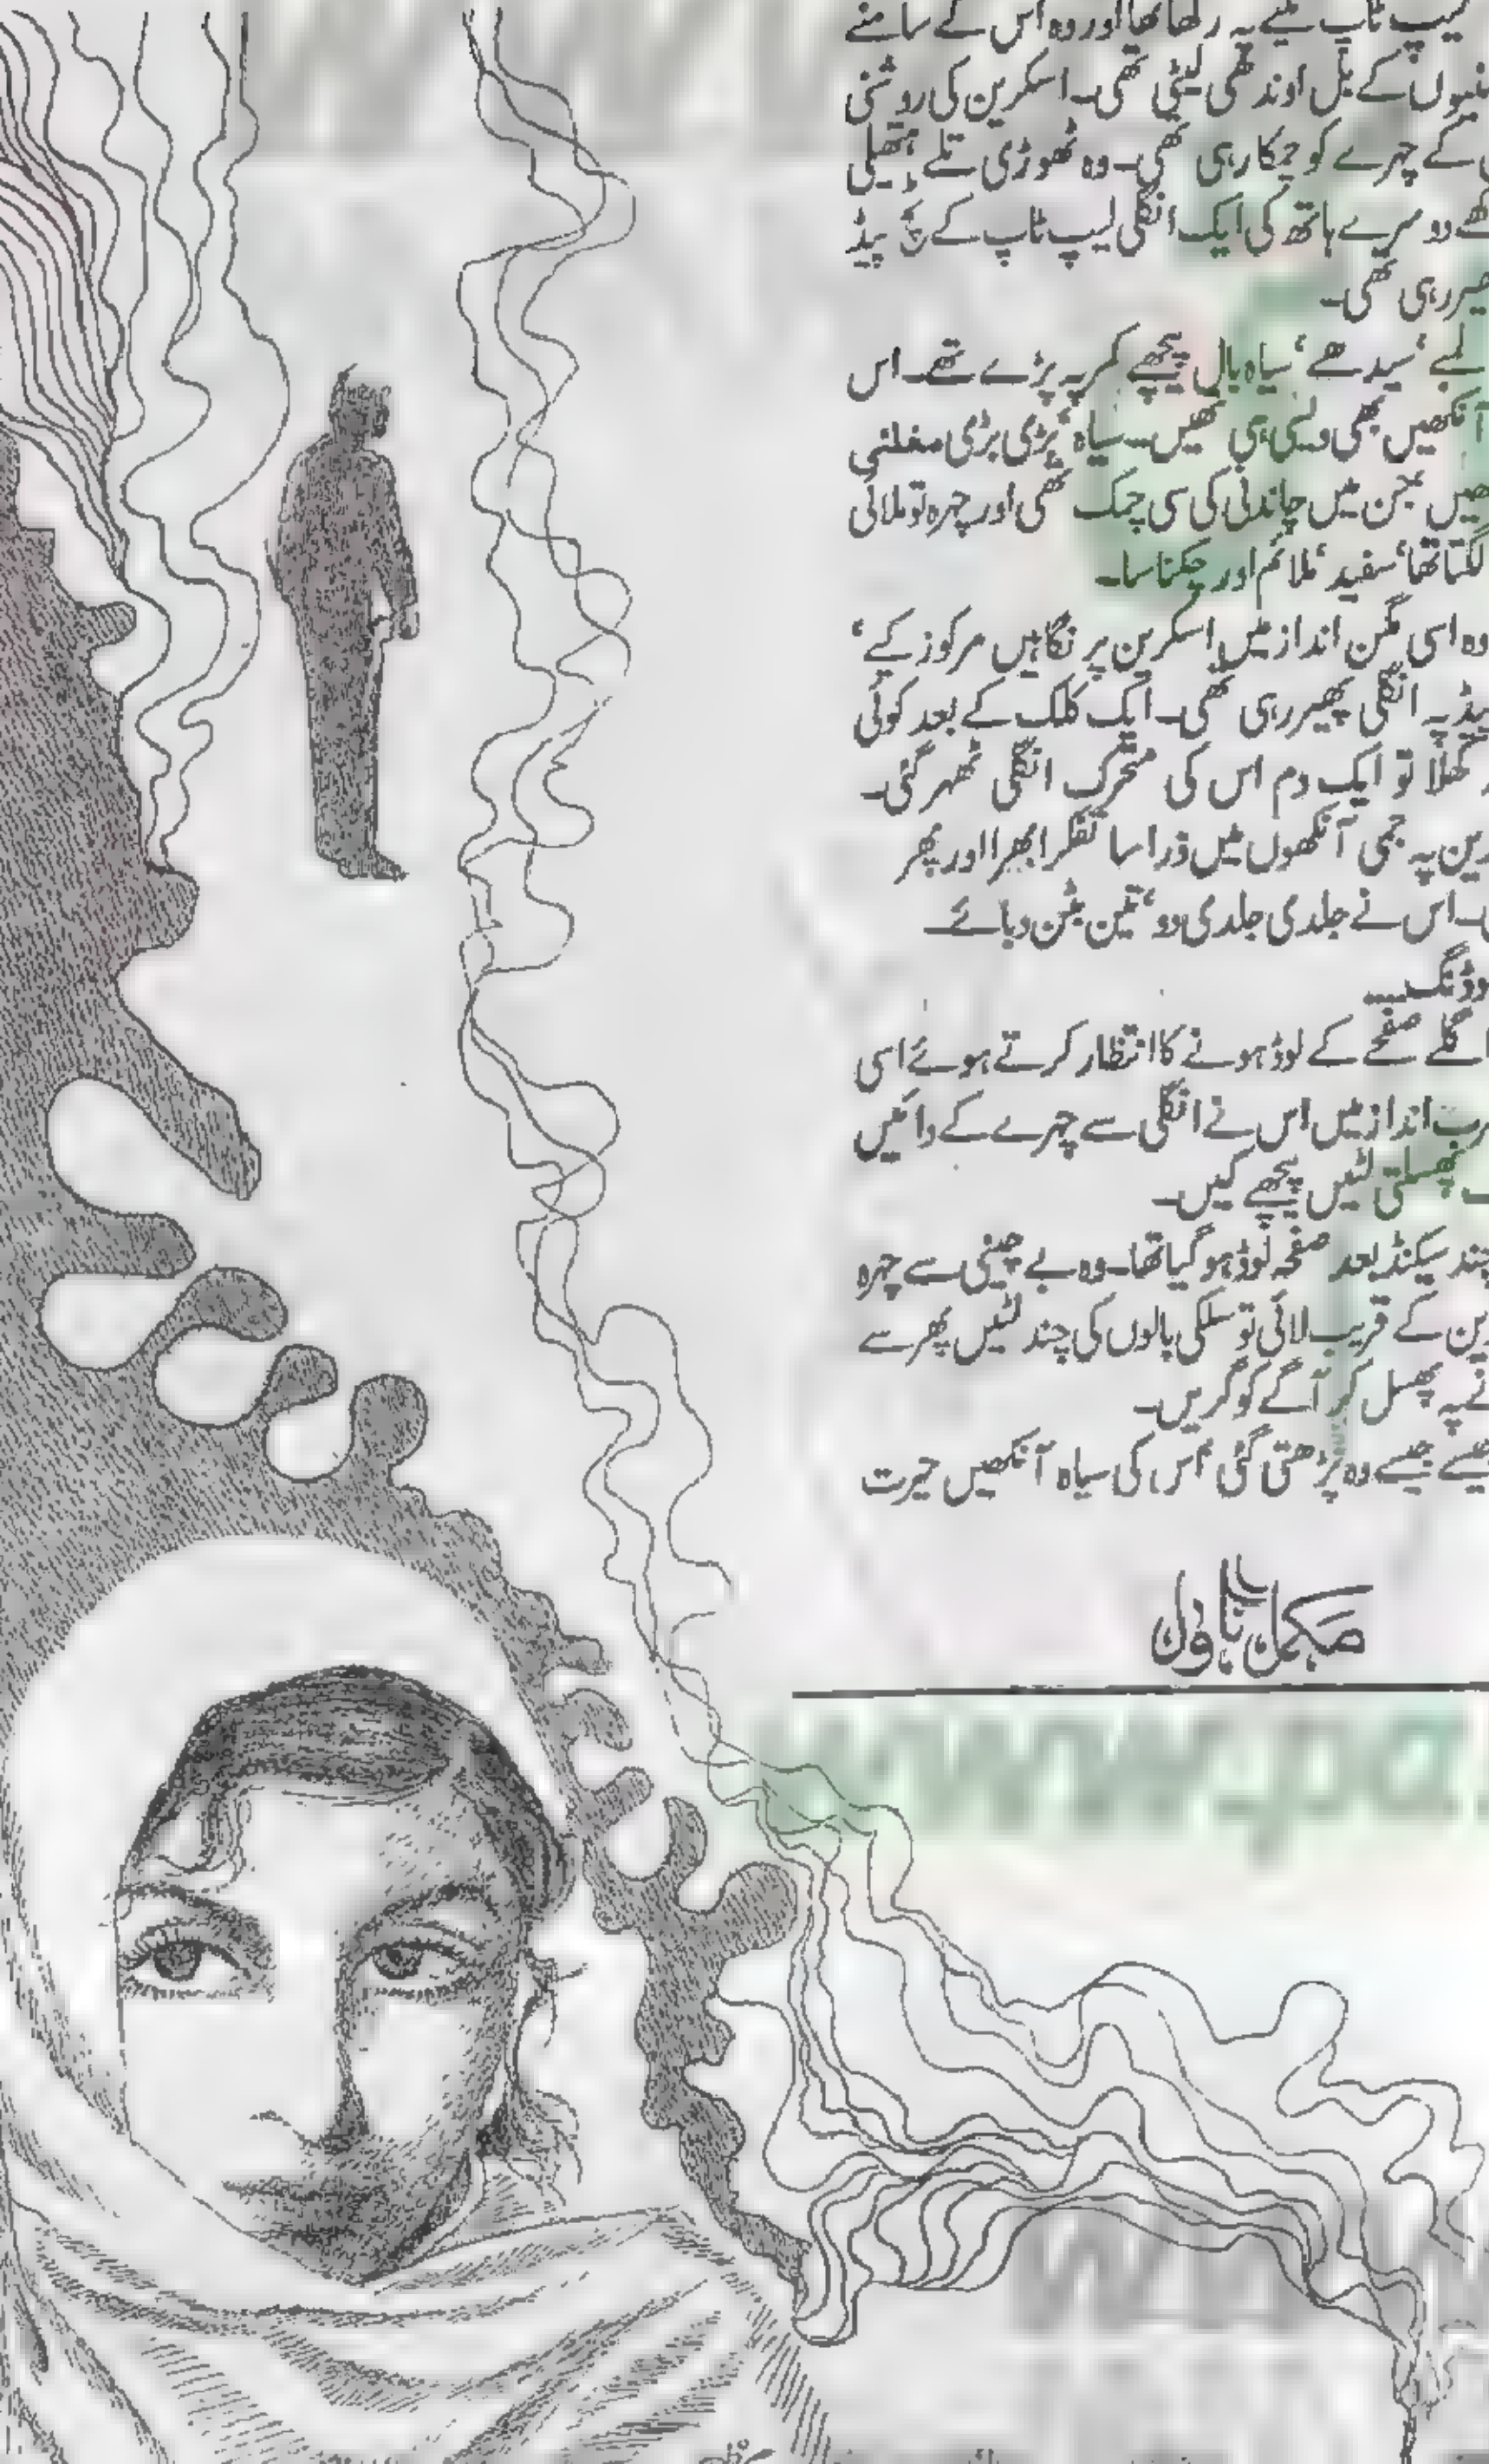 لیپ ٹاپ تکیے پہ رکھا تھا اور وہ اس کے سامنے
کے بل اوندھی لیٹی تھی۔ اسکرین کی روشنی
کے چہرے کو چمکا رہی تھی۔ وہ ٹھوڑی تلے ہتھیلی
دوسرے ہاتھ کی ایک انگلی لیپ ٹاپ کے ٹچ پیڈ
رہی تھی۔
لمبے‘ سیدھے‘ سیاہ بال پیچھے کمر پہ پڑے تھے۔ اس
آنکھیں بھی ویسی ہی تھیں۔ سیاہ‘ بڑی بڑی مغلئی
جن میں چاندنی کی سی چمک تھی اور چہرہ تو ملائی
لگتا تھا‘ سفید‘ ملائم اور چکنا سا۔
وہ اسی مگن انداز میں اسکرین پر نگاہیں مرکوز کیے‘
پیڈ پہ انگلی پھیر رہی تھی۔ ایک کلک کے بعد کوئی
کھلا تو ایک دم اس کی متحرک انگلی ٹھہر گئی۔
پہ جمی آنکھوں میں ذرا سا تفکر ابھرا اور پھر
اس نے جلدی جلدی دو‘ تین بٹن دبائے۔
اگلے صفحے کے لوڈ ہونے کا انتظار کرتے ہوئے اسی
انداز میں اس نے انگلی سے چہرے کے دائیں
پھسلتی لٹیں پیچھے کیں۔
چند سیکنڈ بعد صفحہ لوڈ ہو گیا تھا۔ وہ بے چینی سے چہرہ
کے قریب لائی تو سلکی بالوں کی چند لٹیں پھر سے
پہ پھسل کر آگے کو گریں۔
جیسے جیسے وہ پڑھتی گئی‘ اس کی سیاہ آنکھیں حیرت
مکمل ناول
www.pa